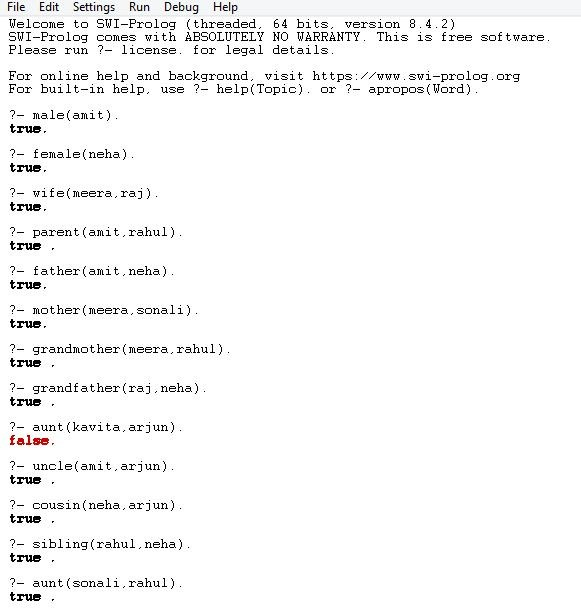 File Edit Settings Run Debug Help
Welcome to SWI-Prolog (threaded, 64 bits, version 8.4.2)
SWI-Prolog comes with ABSOLUTELY NO WARRANTY. This is free software.
Please run ?- license. for legal details.
For online help and background, visit https://www.swi-prolog.org
For built-in help, use ?- help(Topic). or ?- apropos(Word).
?- male(amit).
true.
?- female(neha).
true.
?- wife(meera,raj).
true.
?- parent(amit,rahul).
true .
?- father(amit,neha).
true.
?- mother(meera,sonali).
true.
?- grandmother(meera,rahul).
true .
?- grandfather(raj,neha).
true .
?- aunt(kavita,arjun).
false.
?- uncle(amit,arjun).
true .
?- cousin(neha,arjun).
true .
?- sibling(rahul,neha).
true .
?- aunt(sonali,rahul).
true .